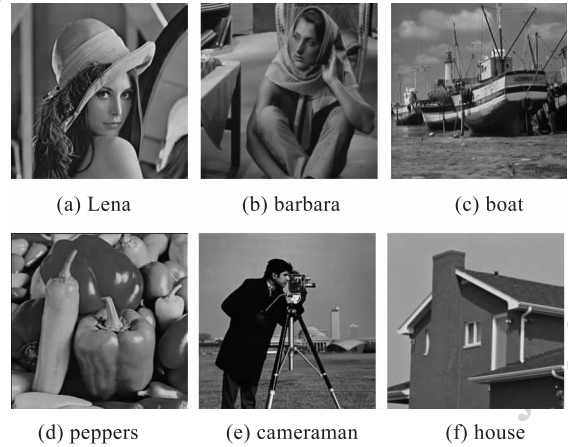 (a) Lena
(b) barbara
(c) boat
(d) peppers
(e) cameraman
(f) house